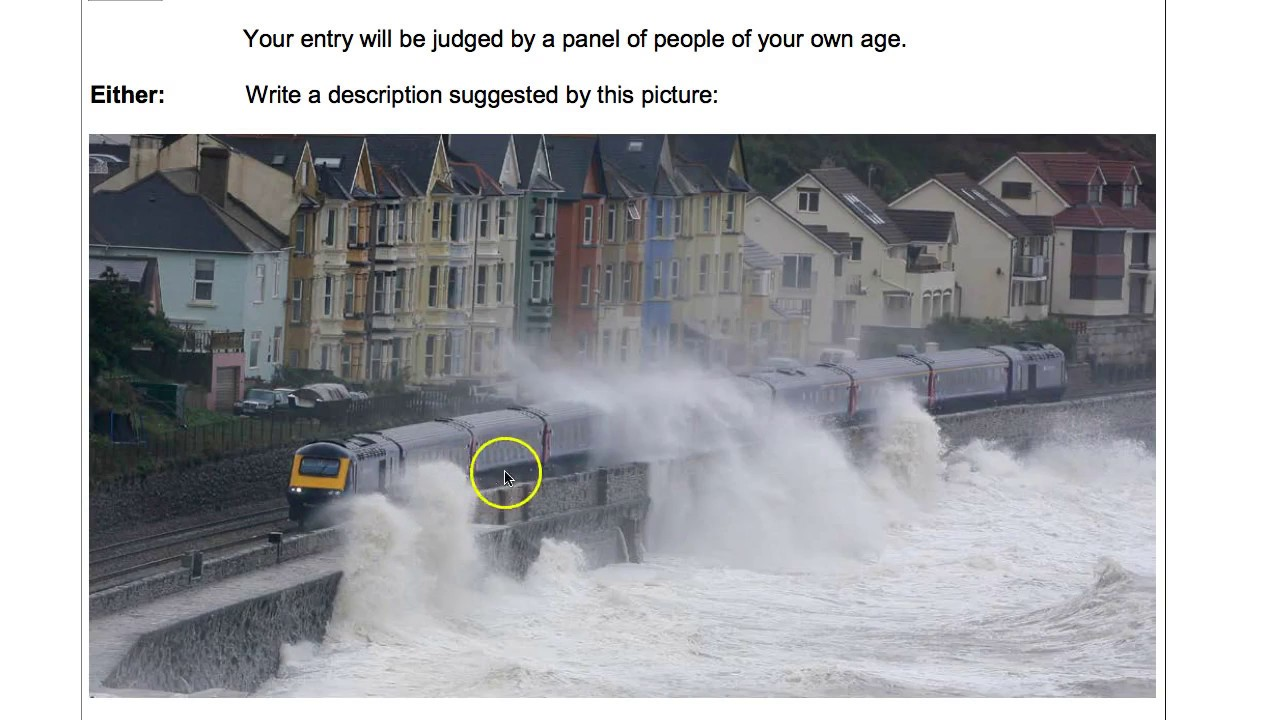 Your entry will be judged by a panel of people of your own age.
Either: Write a description suggested by this picture: